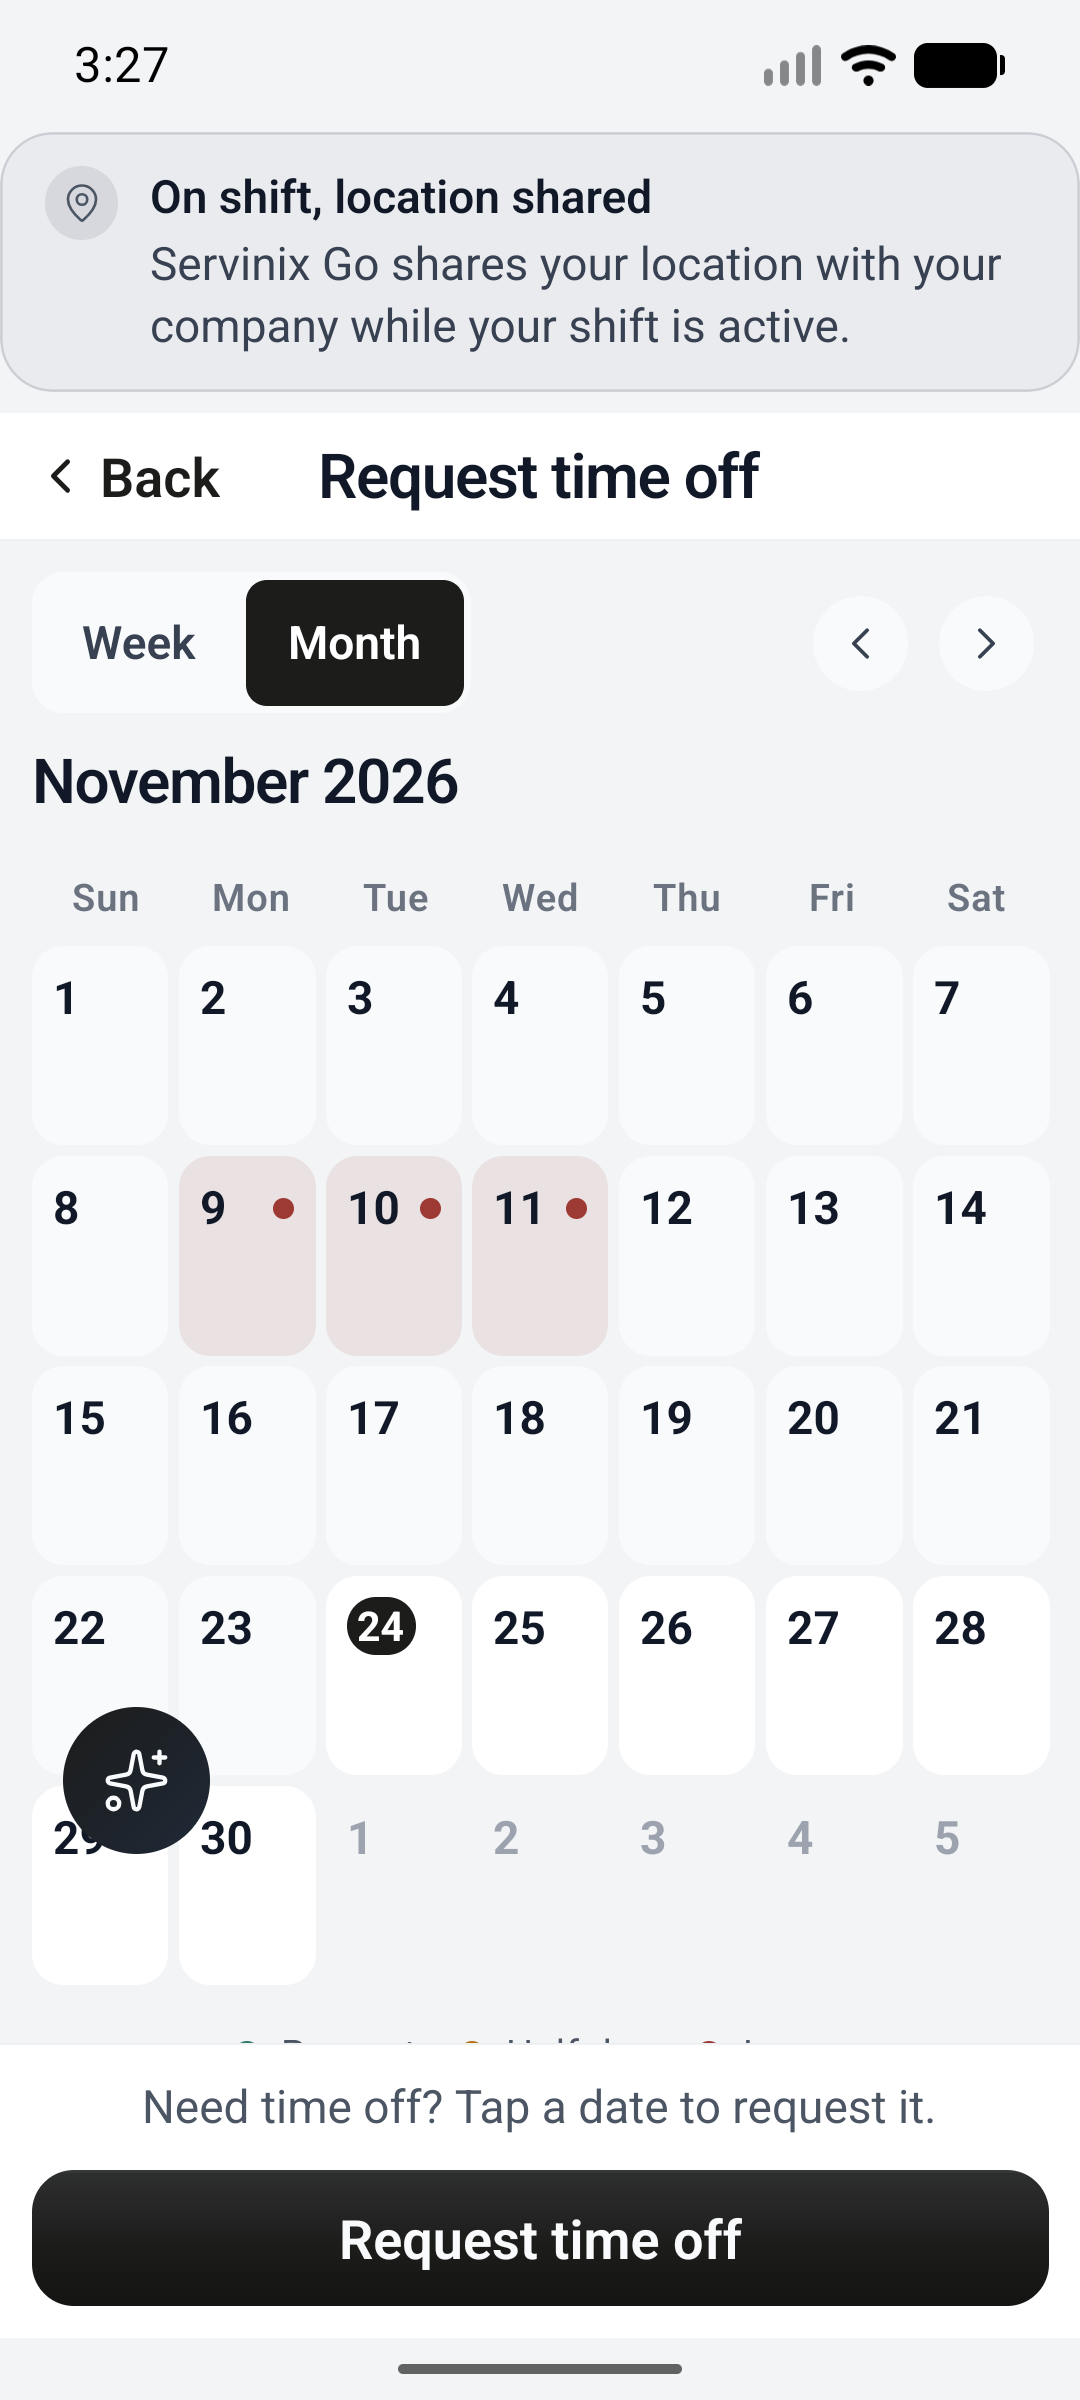 3:27
On shift, location shared
Servinix Go shares your location with your
company while your shift is active.
Back
Request time off
Week Month
November 2026
Sun Mon Tue Wed Thu Fri Sat
1 2 3 4 5 6 7
8 9 10 11 12 13 14
15 16 17 18 19 20 21
22 23 24 25 26 27 28
29 30 1 2 3 4 5
Need time off? Tap a date to request it.
Request time off